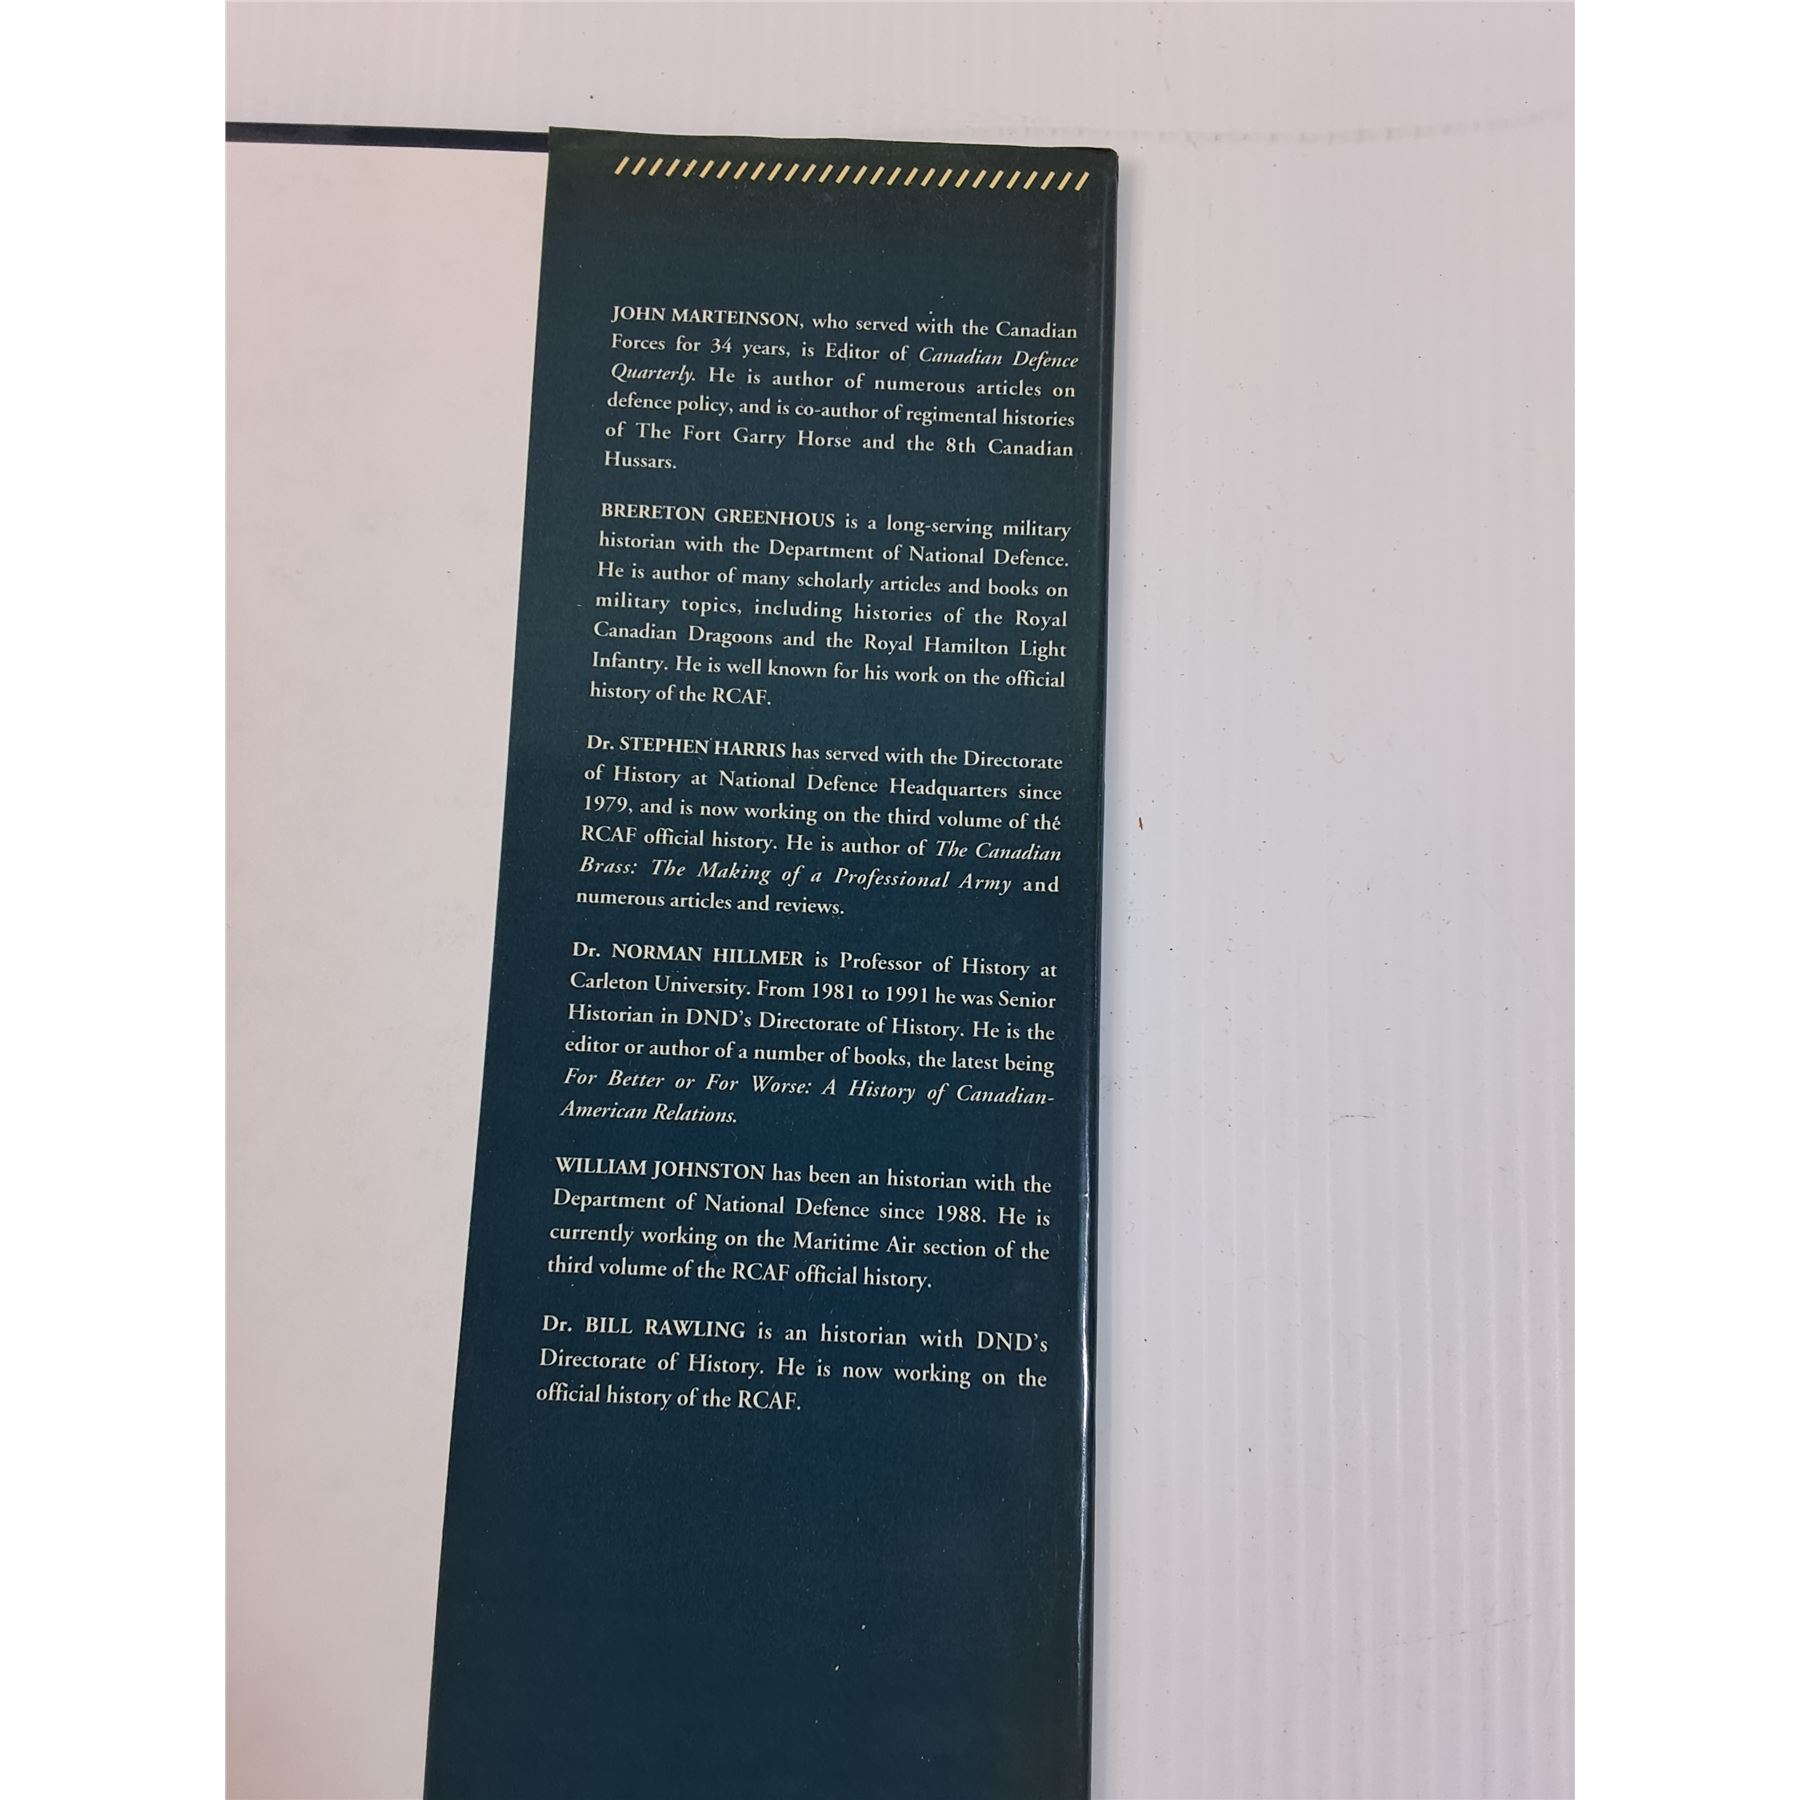 JOHN MARTEINSON, who served with the Canadian
Forces for 34 years, is Editor of Canadian Defence
Quarterly. He is author of numerous articles on
defence policy, and is co-author of regimental histories
of The Fort Garry Horse and the 8th Canadian
Hussars.
BRERETON GREENHOUS is a long-serving military
historian with the Department of National Defence.
He is author of many scholarly articles and books on
military topics, including histories of the Royal
Canadian Dragoons and the Royal Hamilton Light
Infantry. He is well known for his work on the official
history of the RCAF.
Dr. STEPHEN HARRIS has served with the Directorate
of History at National Defence Headquarters since
1979, and is now working on the third volume of the
RCAF official history. He is author of The Canadian
Brass: The Making of a Professional Army and
numerous articles and reviews.
Dr. NORMAN HILLMER is Professor of History at
Carleton University. From 1981 to 1991 he was Senior
Historian in DND's Directorate of History. He is the
editor or author of a number of books, the latest being
For Better or For Worse: A History of Canadian-
American Relations.
WILLIAM JOHNSTON has been an historian with the
Department of National Defence since 1988. He is
currently working on the Maritime Air section of the
third volume of the RCAF official history.
Dr. BILL RAWLING is an historian with DND's
Directorate of History. He is now working on the
official history of the RCAF.